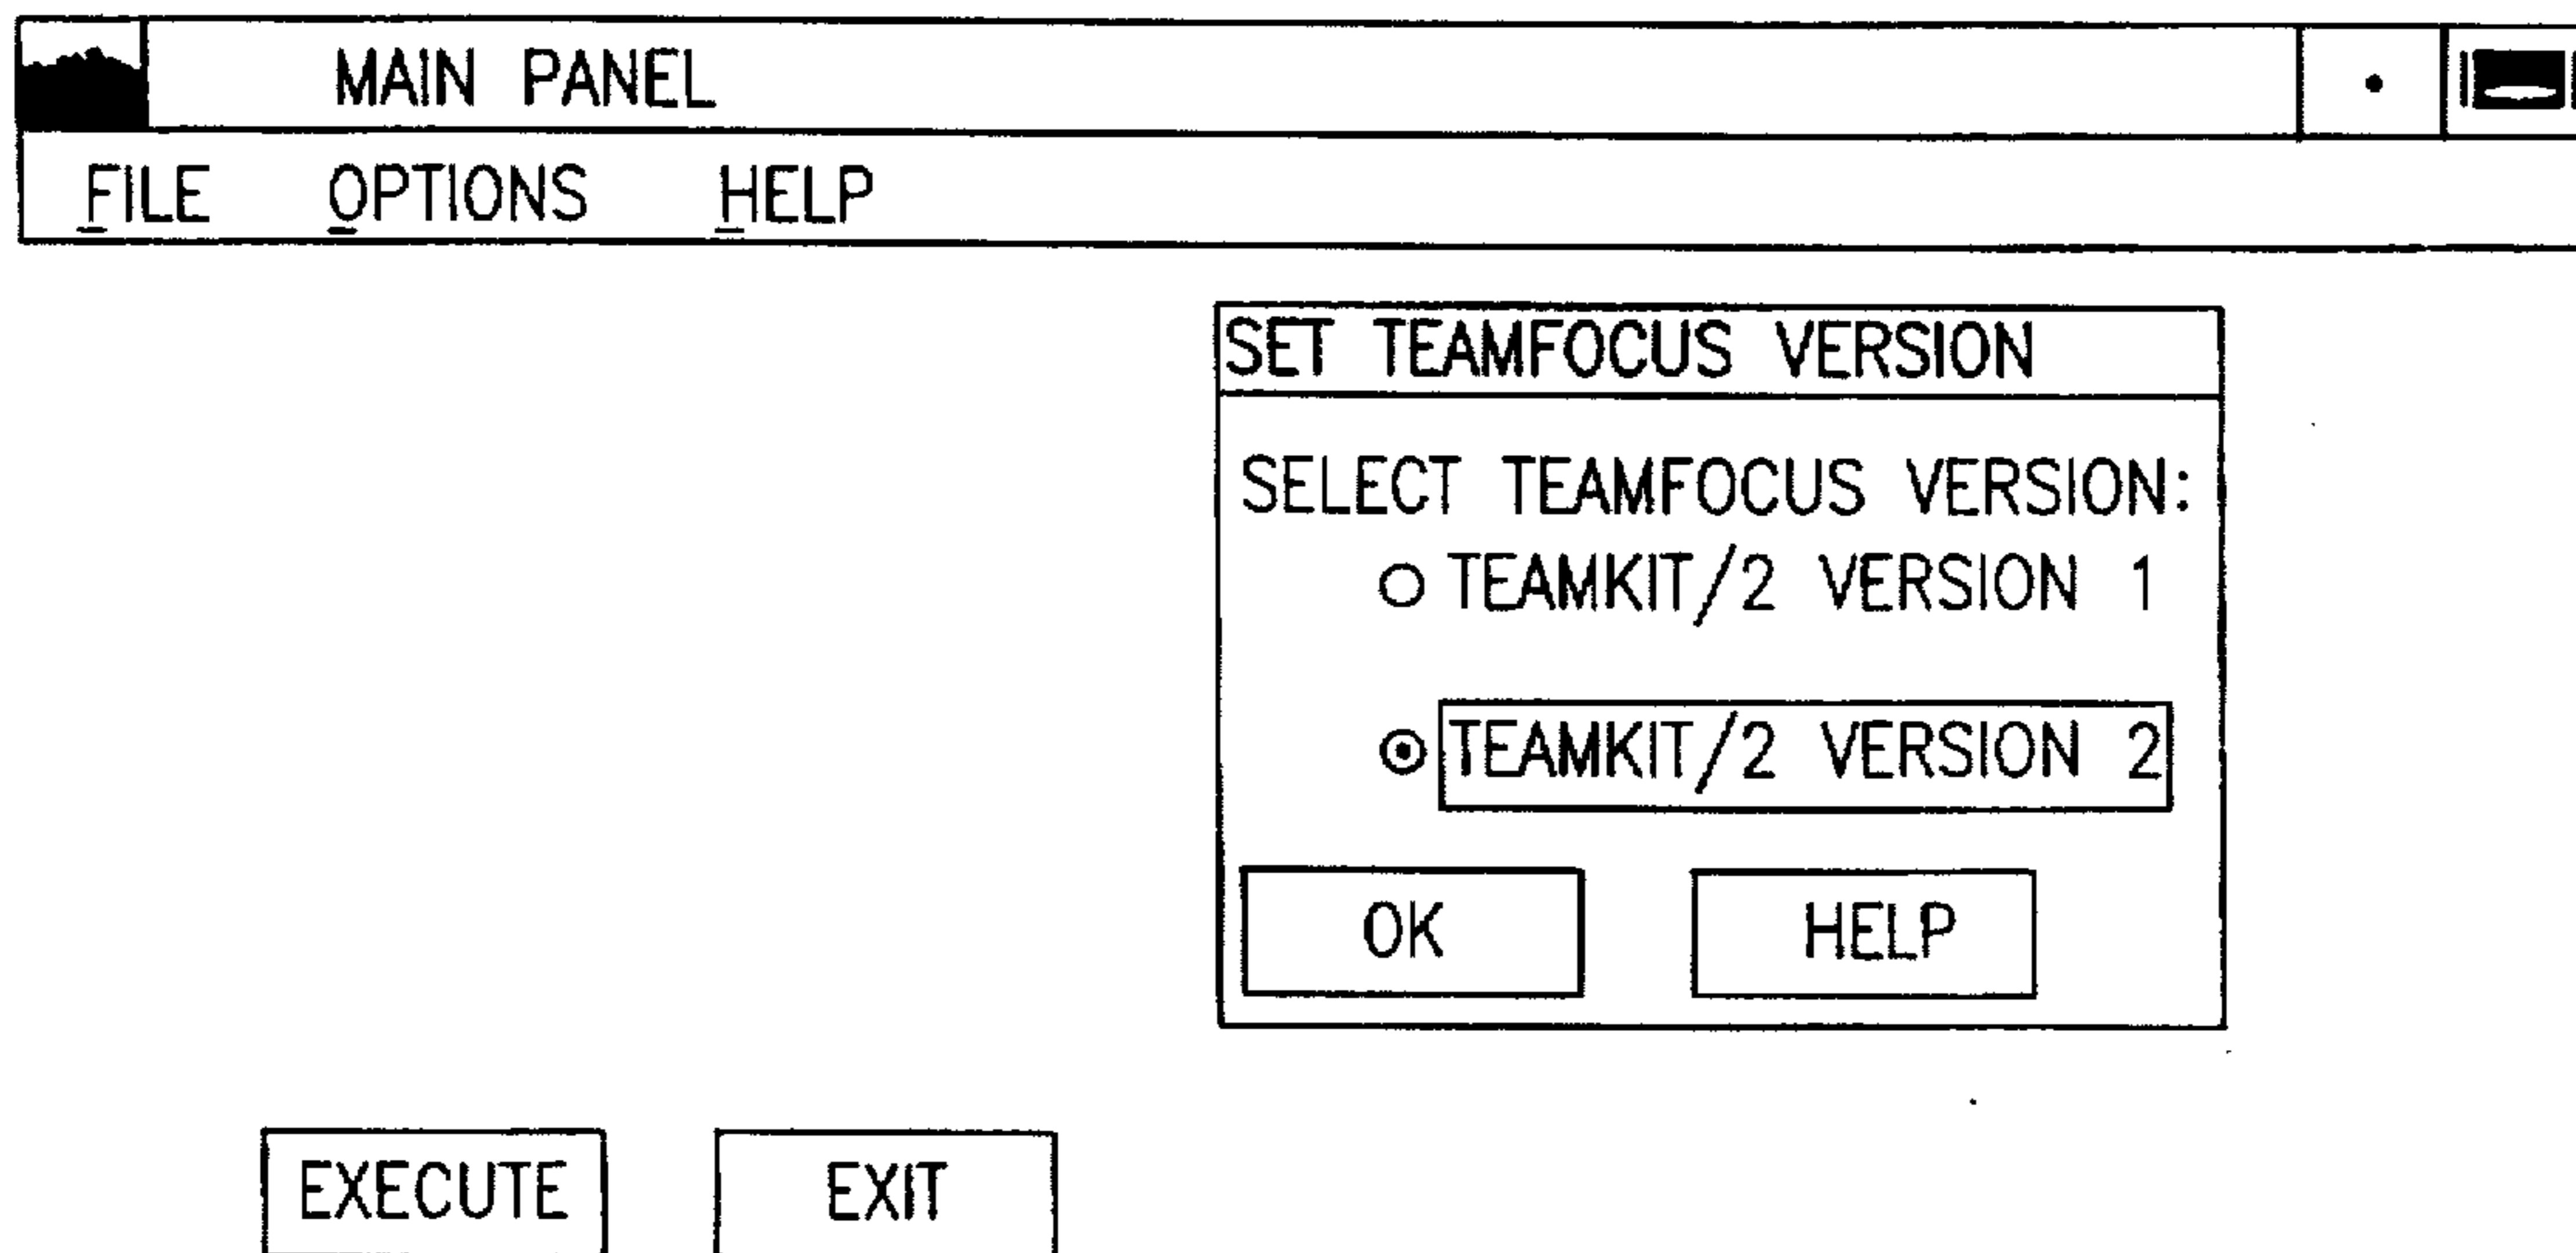 MAIN PANEL
FILE OPTIONS HELP
SET TEAMFOCUS VERSION
SELECT TEAMFOCUS VERSION:
TEAMKIT/2 VERSION 1
TEAMKIT/2 VERSION 2
OK HELP
EXECUTE EXIT